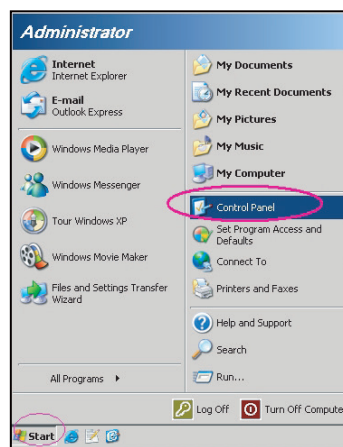 Administrator
Internet
Internet Explorer
E-mail
Outlook Express
Windows Media Player
Windows Messenger
Tour Windows XP
Windows Movie Maker
Files and Settings Transfer
Wizard
All Programs
My Documents
My Recent Documents
My Pictures
My Music
My Computer
Control Panel
Set Program Access and
Defaults
Connect To
Printers and Faxes
Help and Support
Search
Run...
Log Off
Turn Off Compute
Start